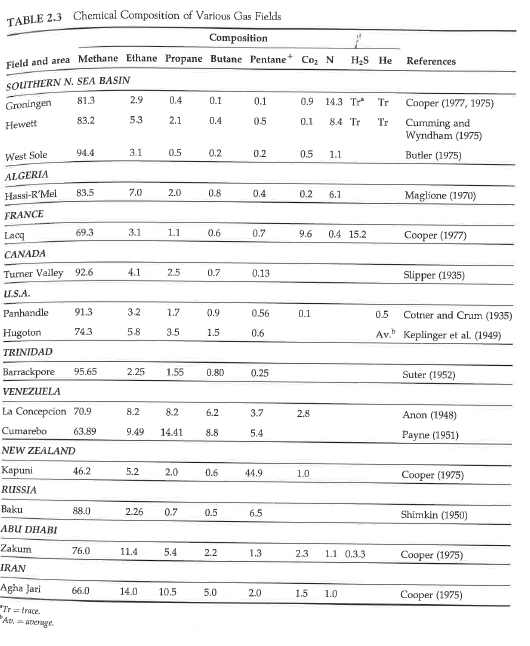 TABLE 2.3 Chemical Composition of Various Gas Fields
Composition
Field and area Methane Ethane Propane Butane Pentane+ Co2 N H2S He References
SOUTHERN N. SEA BASIN
Groningen 81.3 2.9 0.4 0.1 0.1 0.9 14.3 Tra Tr Cooper (1977, 1975)
Hewett 83.2 5.3 2.1 0.4 0.5 0.1 8.4 Tr Tr Cumming and
Wyndham (1975)
West Sole 94.4 3.1 0.5 0.2 0.2 0.5 1.1 Butler (1975)
ALGERIA
Hassi-R'Mel 83.5 7.0 2.0 0.8 0.4 0.2 6.1 Maglione (1970)
FRANCE
Lacq 69.3 3.1 1.1 0.6 0.7 9.6 0.4 15.2 Cooper (1977)
CANADA
Turner Valley 92.6 4.1 2.5 0.7 0.13 Slipper (1935)
U.S.A.
Panhandle 91.3 3.2 1.7 0.9 0.56 0.1 0.5 Cotner and Crum (1935)
Hugoton 74.3 5.8 3.5 1.5 0.6 Av.b Keplinger et al. (1949)
TRINIDAD
Barrackpore 95.65 2.25 1.55 0.80 0.25 Suter (1952)
VENEZUELA
La Concepcion 70.9 8.2 8.2 6.2 3.7 2.8 Anon (1948)
Cumarebo 63.89 9.49 14.41 8.8 5.4 Payne (1951)
NEW ZEALAND
Kapuni 46.2 5.2 2.0 0.6 44.9 1.0 Cooper (1975)
RUSSIA
Baku 88.0 2.26 0.7 0.5 6.5 Shimkin (1950)
ABU DHABI
Zakum 76.0 11.4 5.4 2.2 1.3 2.3 1.1 0.3.3 Cooper (1975)
IRAN
Agha Jari 66.0 14.0 10.5 5.0 2.0 1.5 1.0 Cooper (1975)
aTr = trace.
bAv. = average.